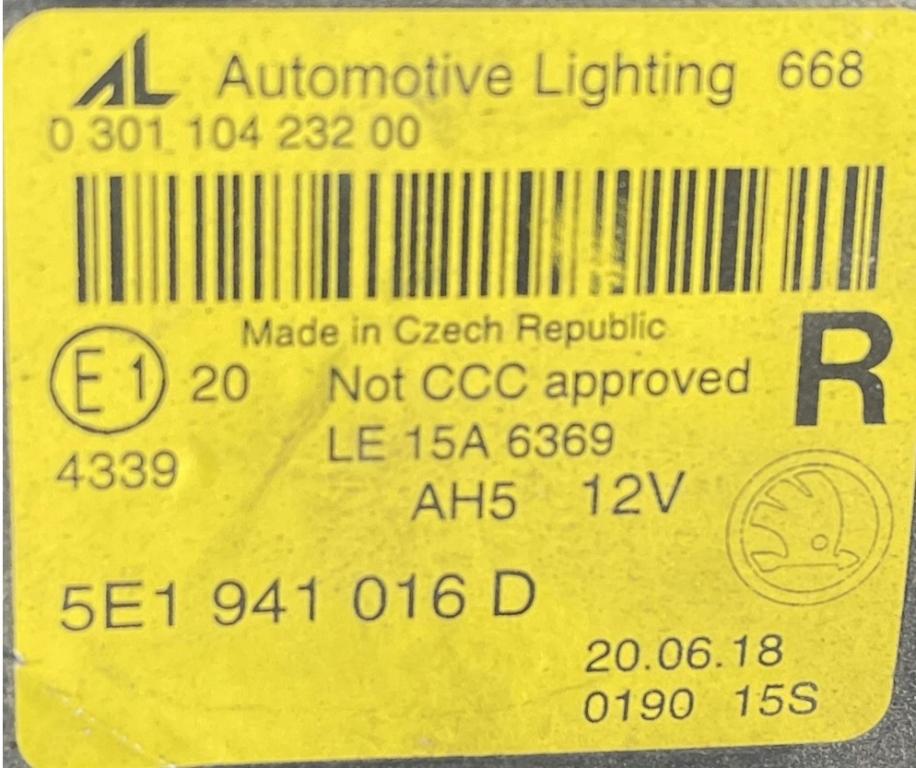 AL Automotive Lighting 668
0 301 104 232 00
Made in Czech Republic
E1 20 Not CCC approved R
4339 LE 15A 6369
AH5 12V
5E1 941 016 D
20.06.18
0190 15S